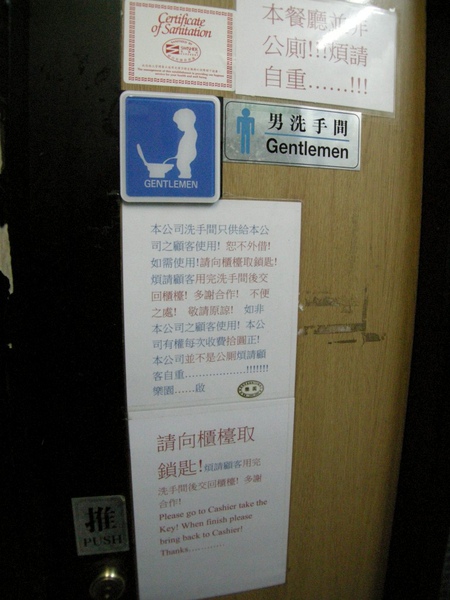 Certificate
of Sanitation
本餐廳並非
公廁!!!煩請
自重......!!!
男洗手間
Gentlemen
GENTLEMEN
本公司洗手間只供給本公
司之顧客使用! 恕不外借!
如需使用!請向櫃檯取鎖匙!
煩請顧客用完洗手間後交
回櫃檯! 多謝合作! 不便
之處! 敬請原諒! 如非
本公司之顧客使用! 本公
司有權每次收費拾圓正!
本公司並不是公廁煩請顧
客自重..................!!!!!!!
樂園......啟
請向櫃檯取
鎖匙! 煩請顧客用完
洗手間後交回櫃檯! 多謝
合作!
Please go to Cashier take the
Key! When finish please
bring back to Cashier!
Thanks............
推
PUSH